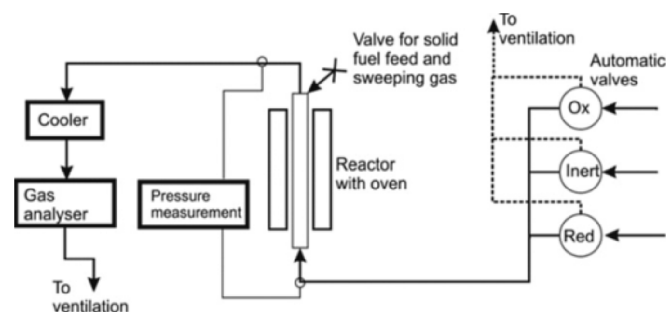 To
ventilation
Valve for solid
fuel feed and
sweeping gas
Automatic
valves
Cooler
Ox
Reactor
with oven
Inert
Gas
analyser
Pressure
measurement
Red
To
ventilation